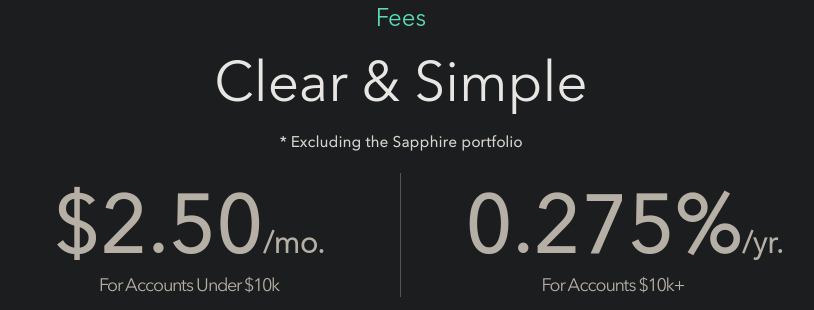 Fees
Clear & Simple
* Excluding the Sapphire portfolio
$2.50/mo.
For Accounts Under $10k
0.275%/yr.
For Accounts $10k+